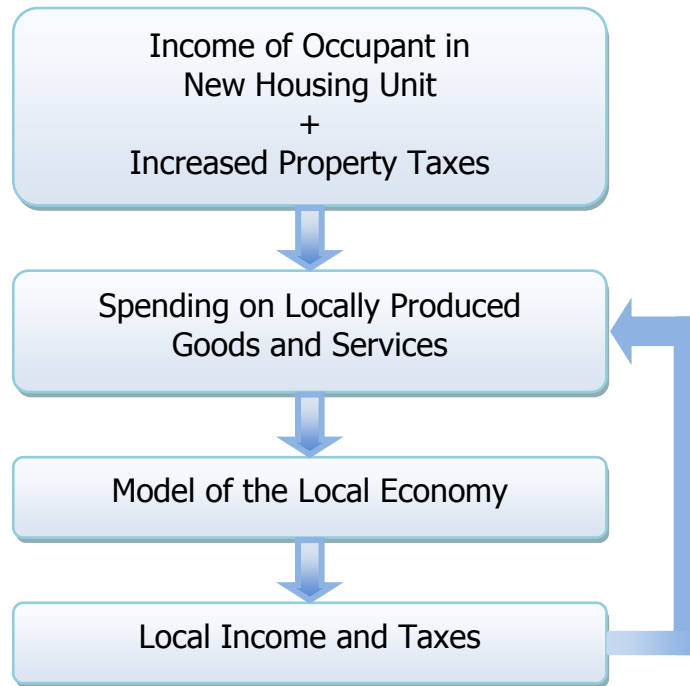 Income of Occupant in
New Housing Unit
+
Increased Property Taxes
Spending on Locally Produced
Goods and Services
Model of the Local Economy
Local Income and Taxes